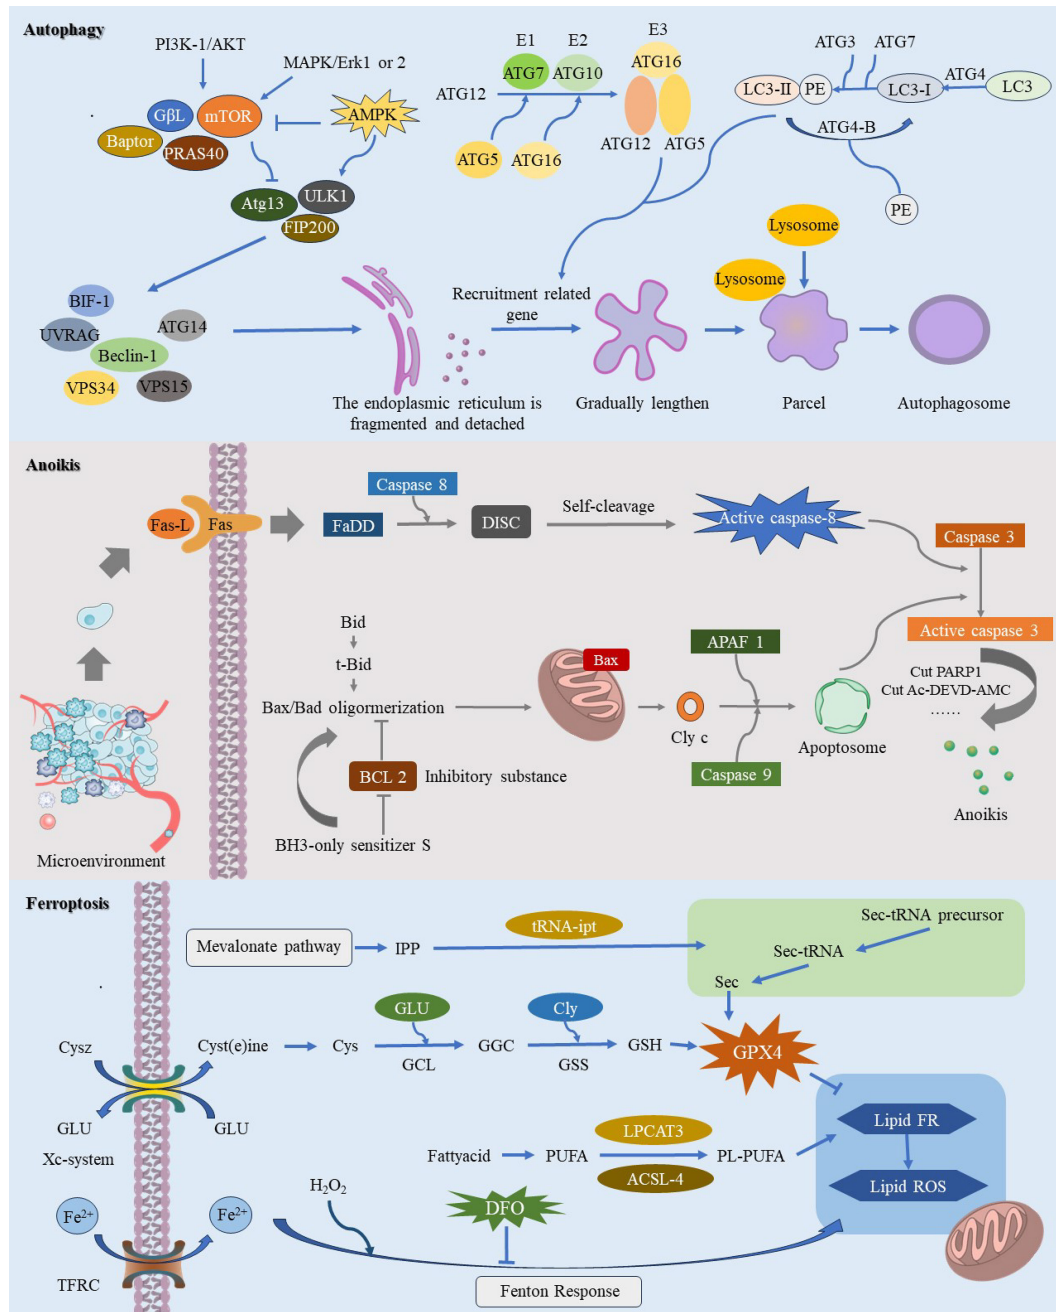 Autophagy
PI3K-1/AKT
MAPK/Erk1 or 2
GβL
mTOR
AMPK
Baptor
PRAS40
Atg13
ULK1
FIP200
BIF-1
UVRAG
ATG14
Beclin-1
VPS34
VPS15
E1
E2
E3
ATG7
ATG10
ATG16
ATG12
ATG5
ATG16
ATG12
ATG5
ATG3
ATG7
LC3-II
PE
LC3-I
ATG4
LC3
ATG4-B
PE
Lysosome
Lysosome
Recruitment related
gene
The endoplasmic reticulum is
fragmented and detached
Gradually lengthen
Parcel
Autophagosome
Anoikis
Fas-L
Fas
Caspase 8
FaDD
DISC
Self-cleavage
Active caspase-8
Caspase 3
Active caspase 3
Cut PARP1
Cut Ac-DEVD-AMC
……
Anoikis
Bid
t-Bid
Bax/Bad oligormerization
BCL 2
Inhibitory substance
BH3-only sensitizer S
Bax
Cly c
APAF 1
Caspase 9
Apoptosome
Microenvironment
Ferroptosis
Mevalonate pathway
IPP
tRNA-ipt
Sec-tRNA precursor
Sec-tRNA
Sec
Cysz
Cyst(e)ine
Cys
GLU
GCL
GGC
Cly
GSS
GSH
GPX4
GLU
GLU
Xc-system
Fattyacid
PUFA
LPCAT3
ACSL-4
PL-PUFA
Lipid FR
Lipid ROS
H₂O₂
DFO
Fe²⁺
Fe²⁺
TFRC
Fenton Response